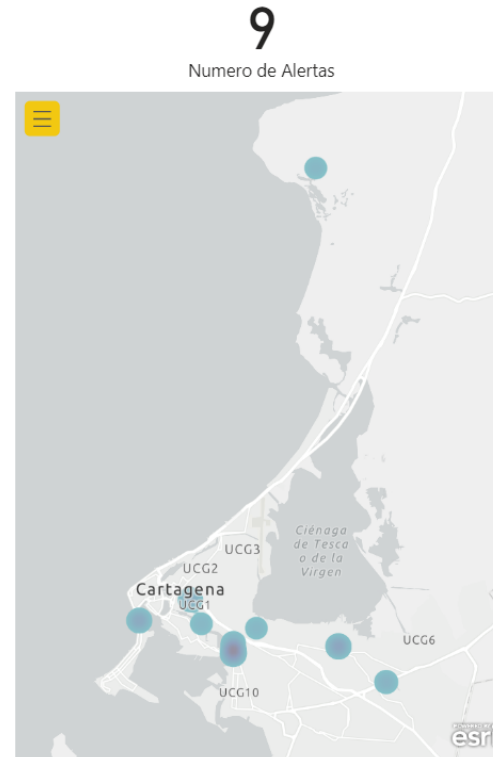 9
Numero de Alertas
Ciénaga
de Tesca
o de la
Virgen
UCG3
UCG2
Cartagena
UCG1
UCG6
UCG10
esri